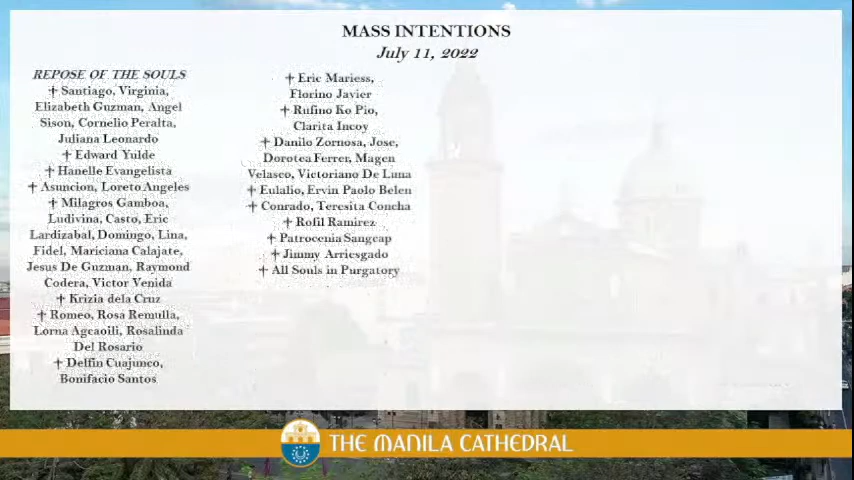 MASS INTENTIONS
July 11, 2022
REPOSE OF THE SOULS
✝ Santiago, Virginia,
Elizabeth Guzman, Angel
Sison, Cornelio Peralta,
Juliana Leonardo
✝ Edward Yulde
✝ Hanelle Evangelista
✝ Asuncion, Loreto Angeles
✝ Milagros Gamboa,
Ludivina, Casto, Eric
Lardizabal, Domingo, Lina,
Fidel, Mariciana Calajate,
Jesus De Guzman, Raymond
Codera, Victor Venida
✝ Krizia dela Cruz
✝ Romeo, Rosa Remulla,
Lorna Agcaoili, Rosalinda
Del Rosario
✝ Delfin Cuajunco,
Bonifacio Santos
✝ Eric Mariess,
Florino Javier
✝ Rufino Ko Pio,
Clarita Incoy
✝ Danilo Zornosa, Jose,
Dorotea Ferrer, Magen
Velasco, Victoriano De Luna
✝ Eulalio, Ervin Paolo Belen
✝ Conrado, Teresita Concha
✝ Rofil Ramirez
✝ Patrocenia Sangcap
✝ Jimmy Arriesgado
✝ All Souls in Purgatory
THE MANILA CATHEDRAL